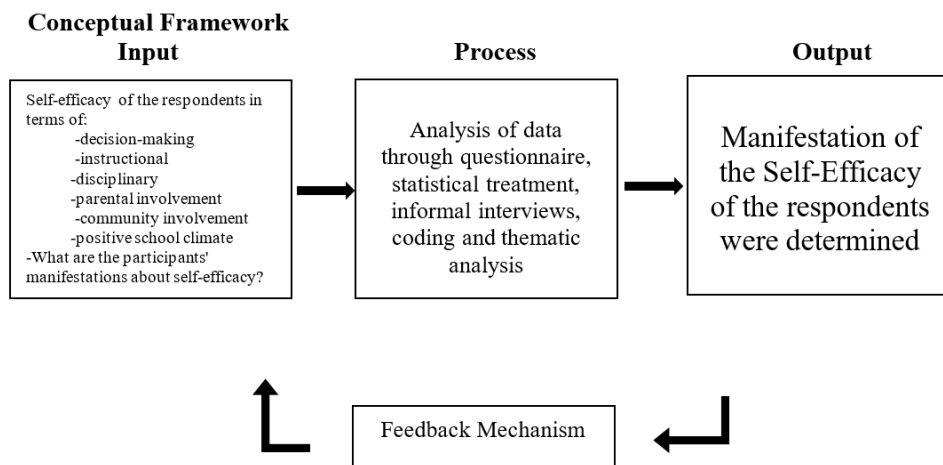 Conceptual Framework
Input
Process
Output
Self-efficacy of the respondents in
terms of:
-decision-making
-instructional
-disciplinary
-parental involvement
-community involvement
-positive school climate
-What are the participants'
manifestations about self-efficacy?
Analysis of data
through questionnaire,
statistical treatment,
informal interviews,
coding and thematic
analysis
Manifestation of
the Self-Efficacy
of the respondents
were determined
Feedback Mechanism